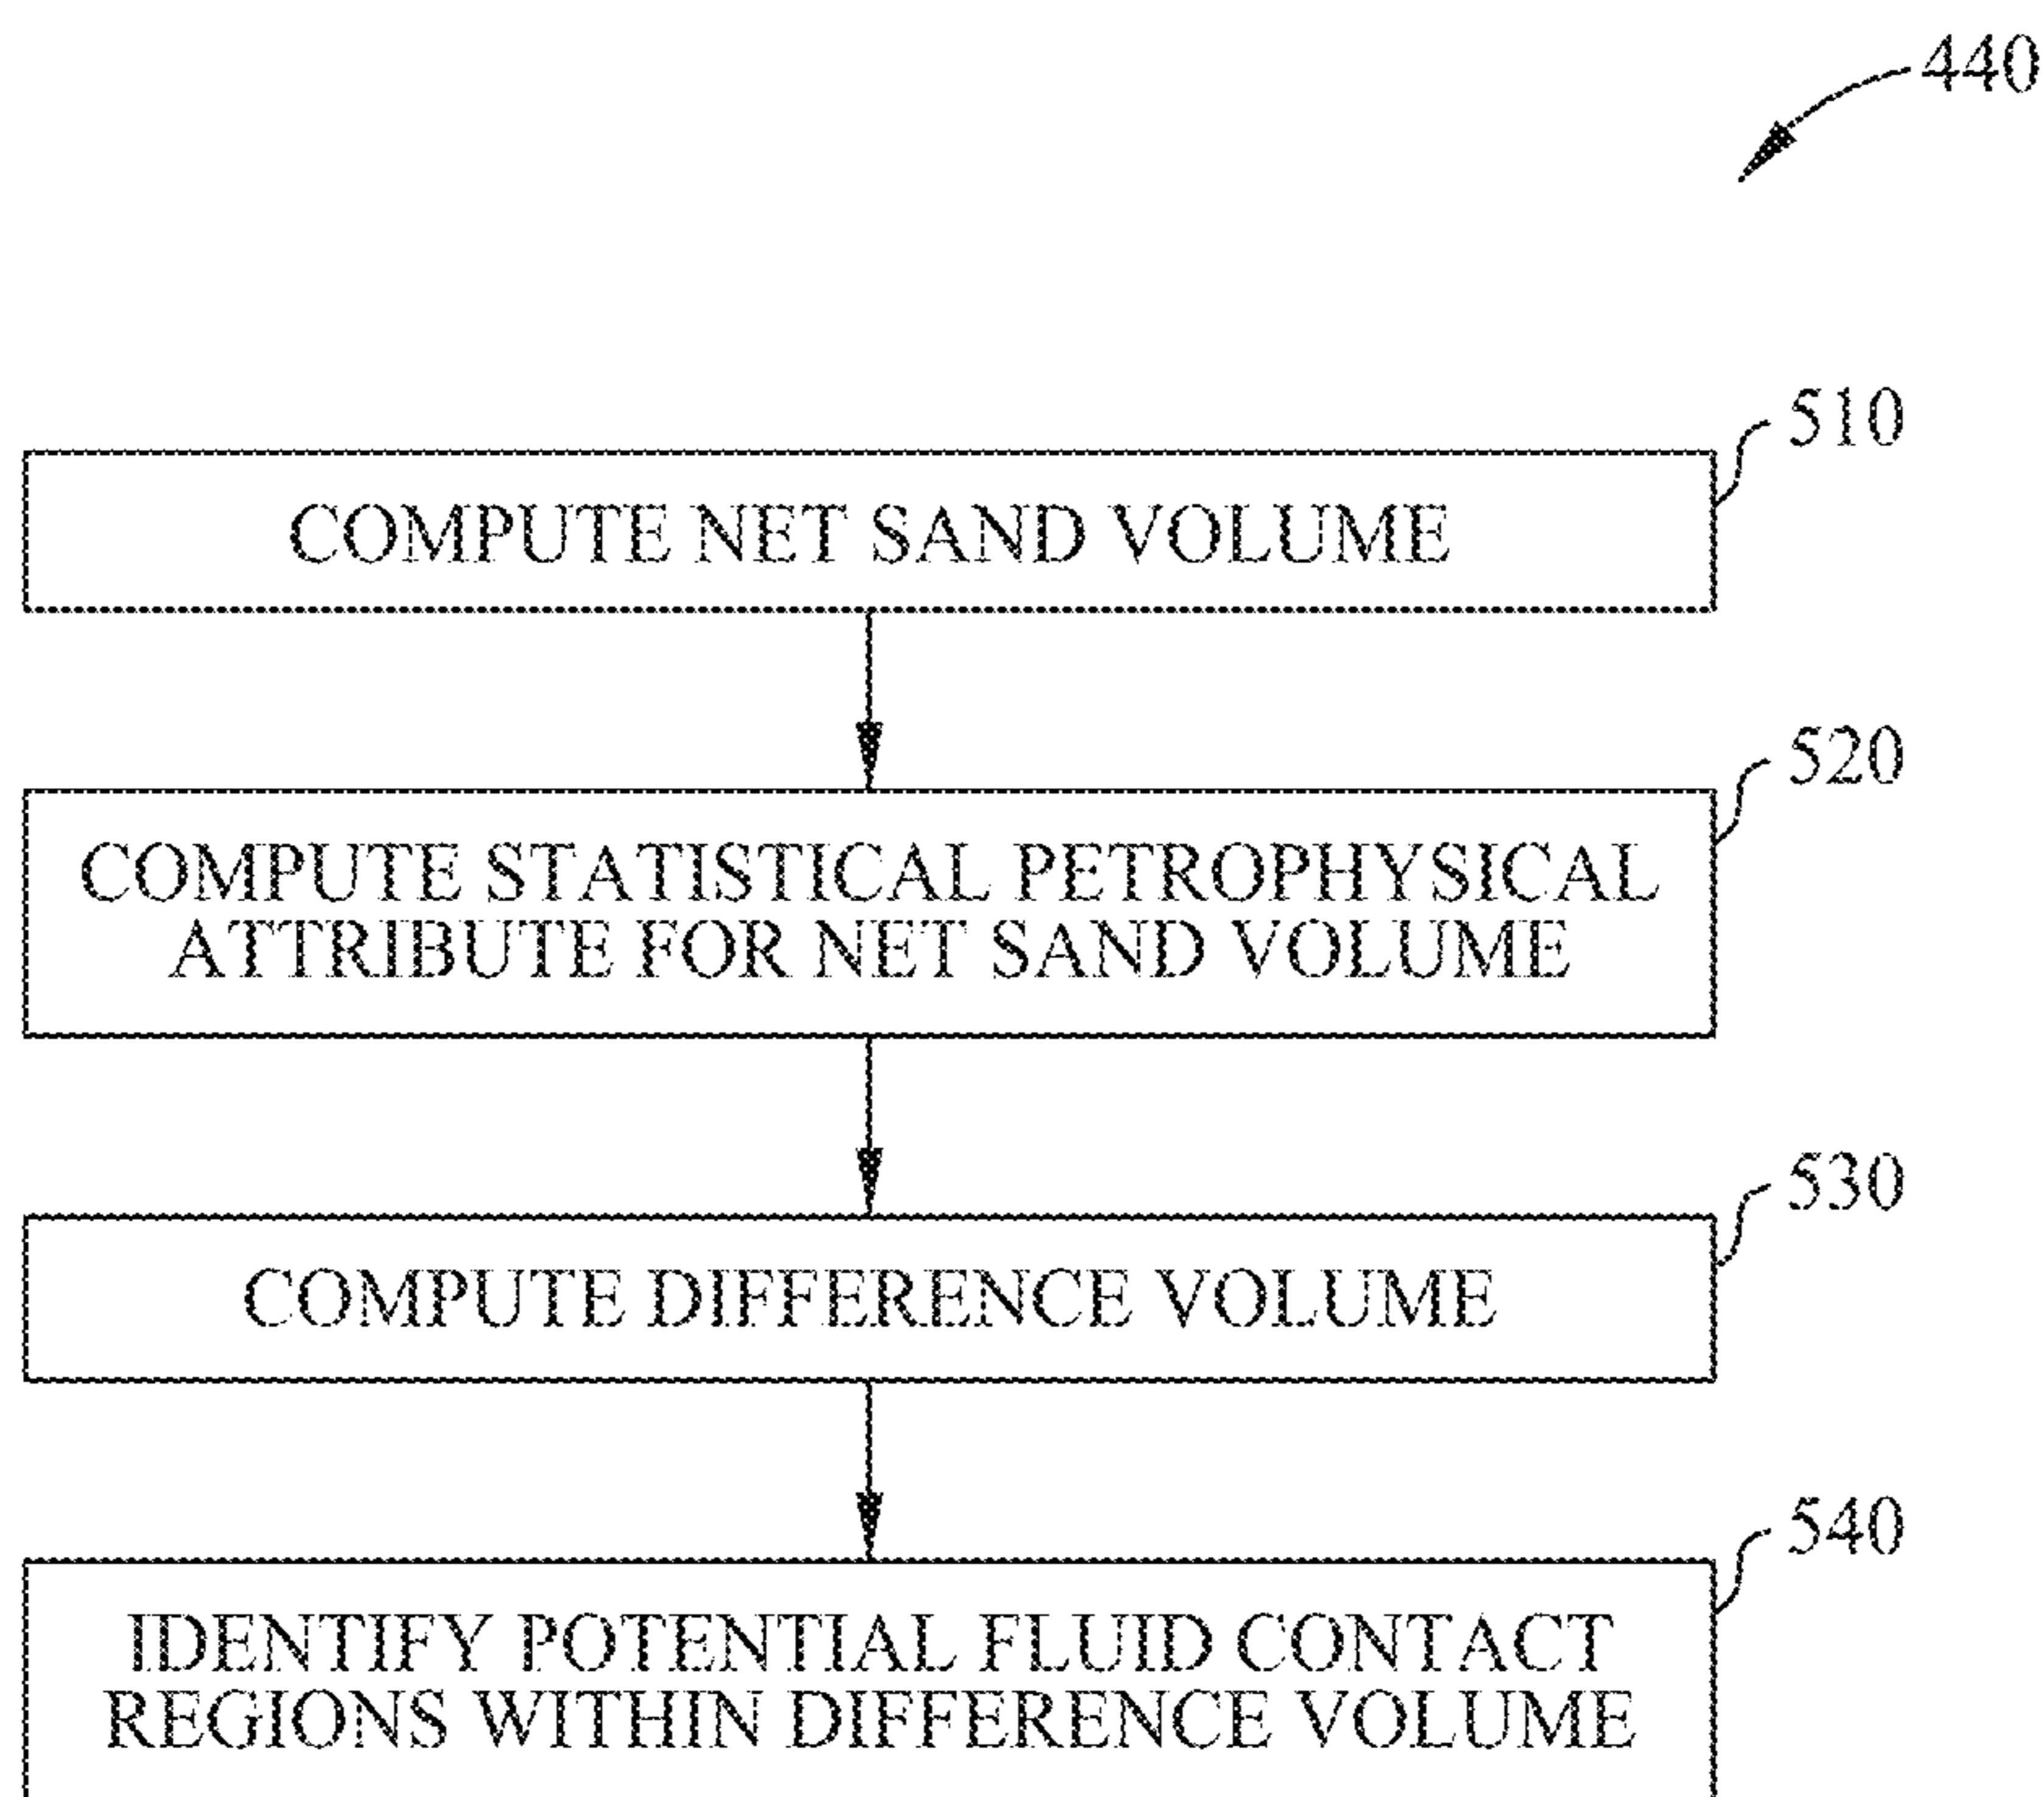 440
510
COMPUTE NET SAND VOLUME
520
COMPUTE STATISTICAL PETROPHYSICAL
ATTRIBUTE FOR NET SAND VOLUME
530
COMPUTE DIFFERENCE VOLUME
540
IDENTIFY POTENTIAL FLUID CONTACT
REGIONS WITHIN DIFFERENCE VOLUME